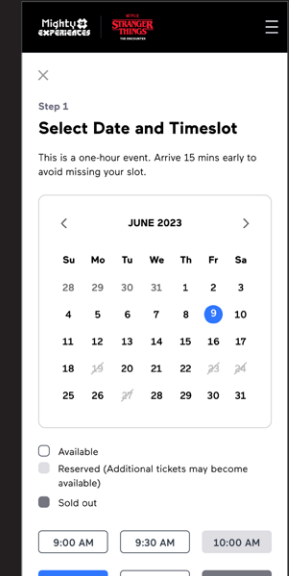 Mighty
EXPERIENCES
NETFLIX
STRANGER
THINGS
THE ENCOUNTER
Step 1
Select Date and Timeslot
This is a one-hour event. Arrive 15 mins early to
avoid missing your slot.
JUNE 2023
Su Mo Tu We Th Fr Sa
28 29 30 31 1 2 3
4 5 6 7 8 9 10
11 12 13 14 15 16 17
18 19 20 21 22 23 24
25 26 27 28 29 30 31
Available
Reserved (Additional tickets may become
available)
Sold out
9:00 AM 9:30 AM 10:00 AM